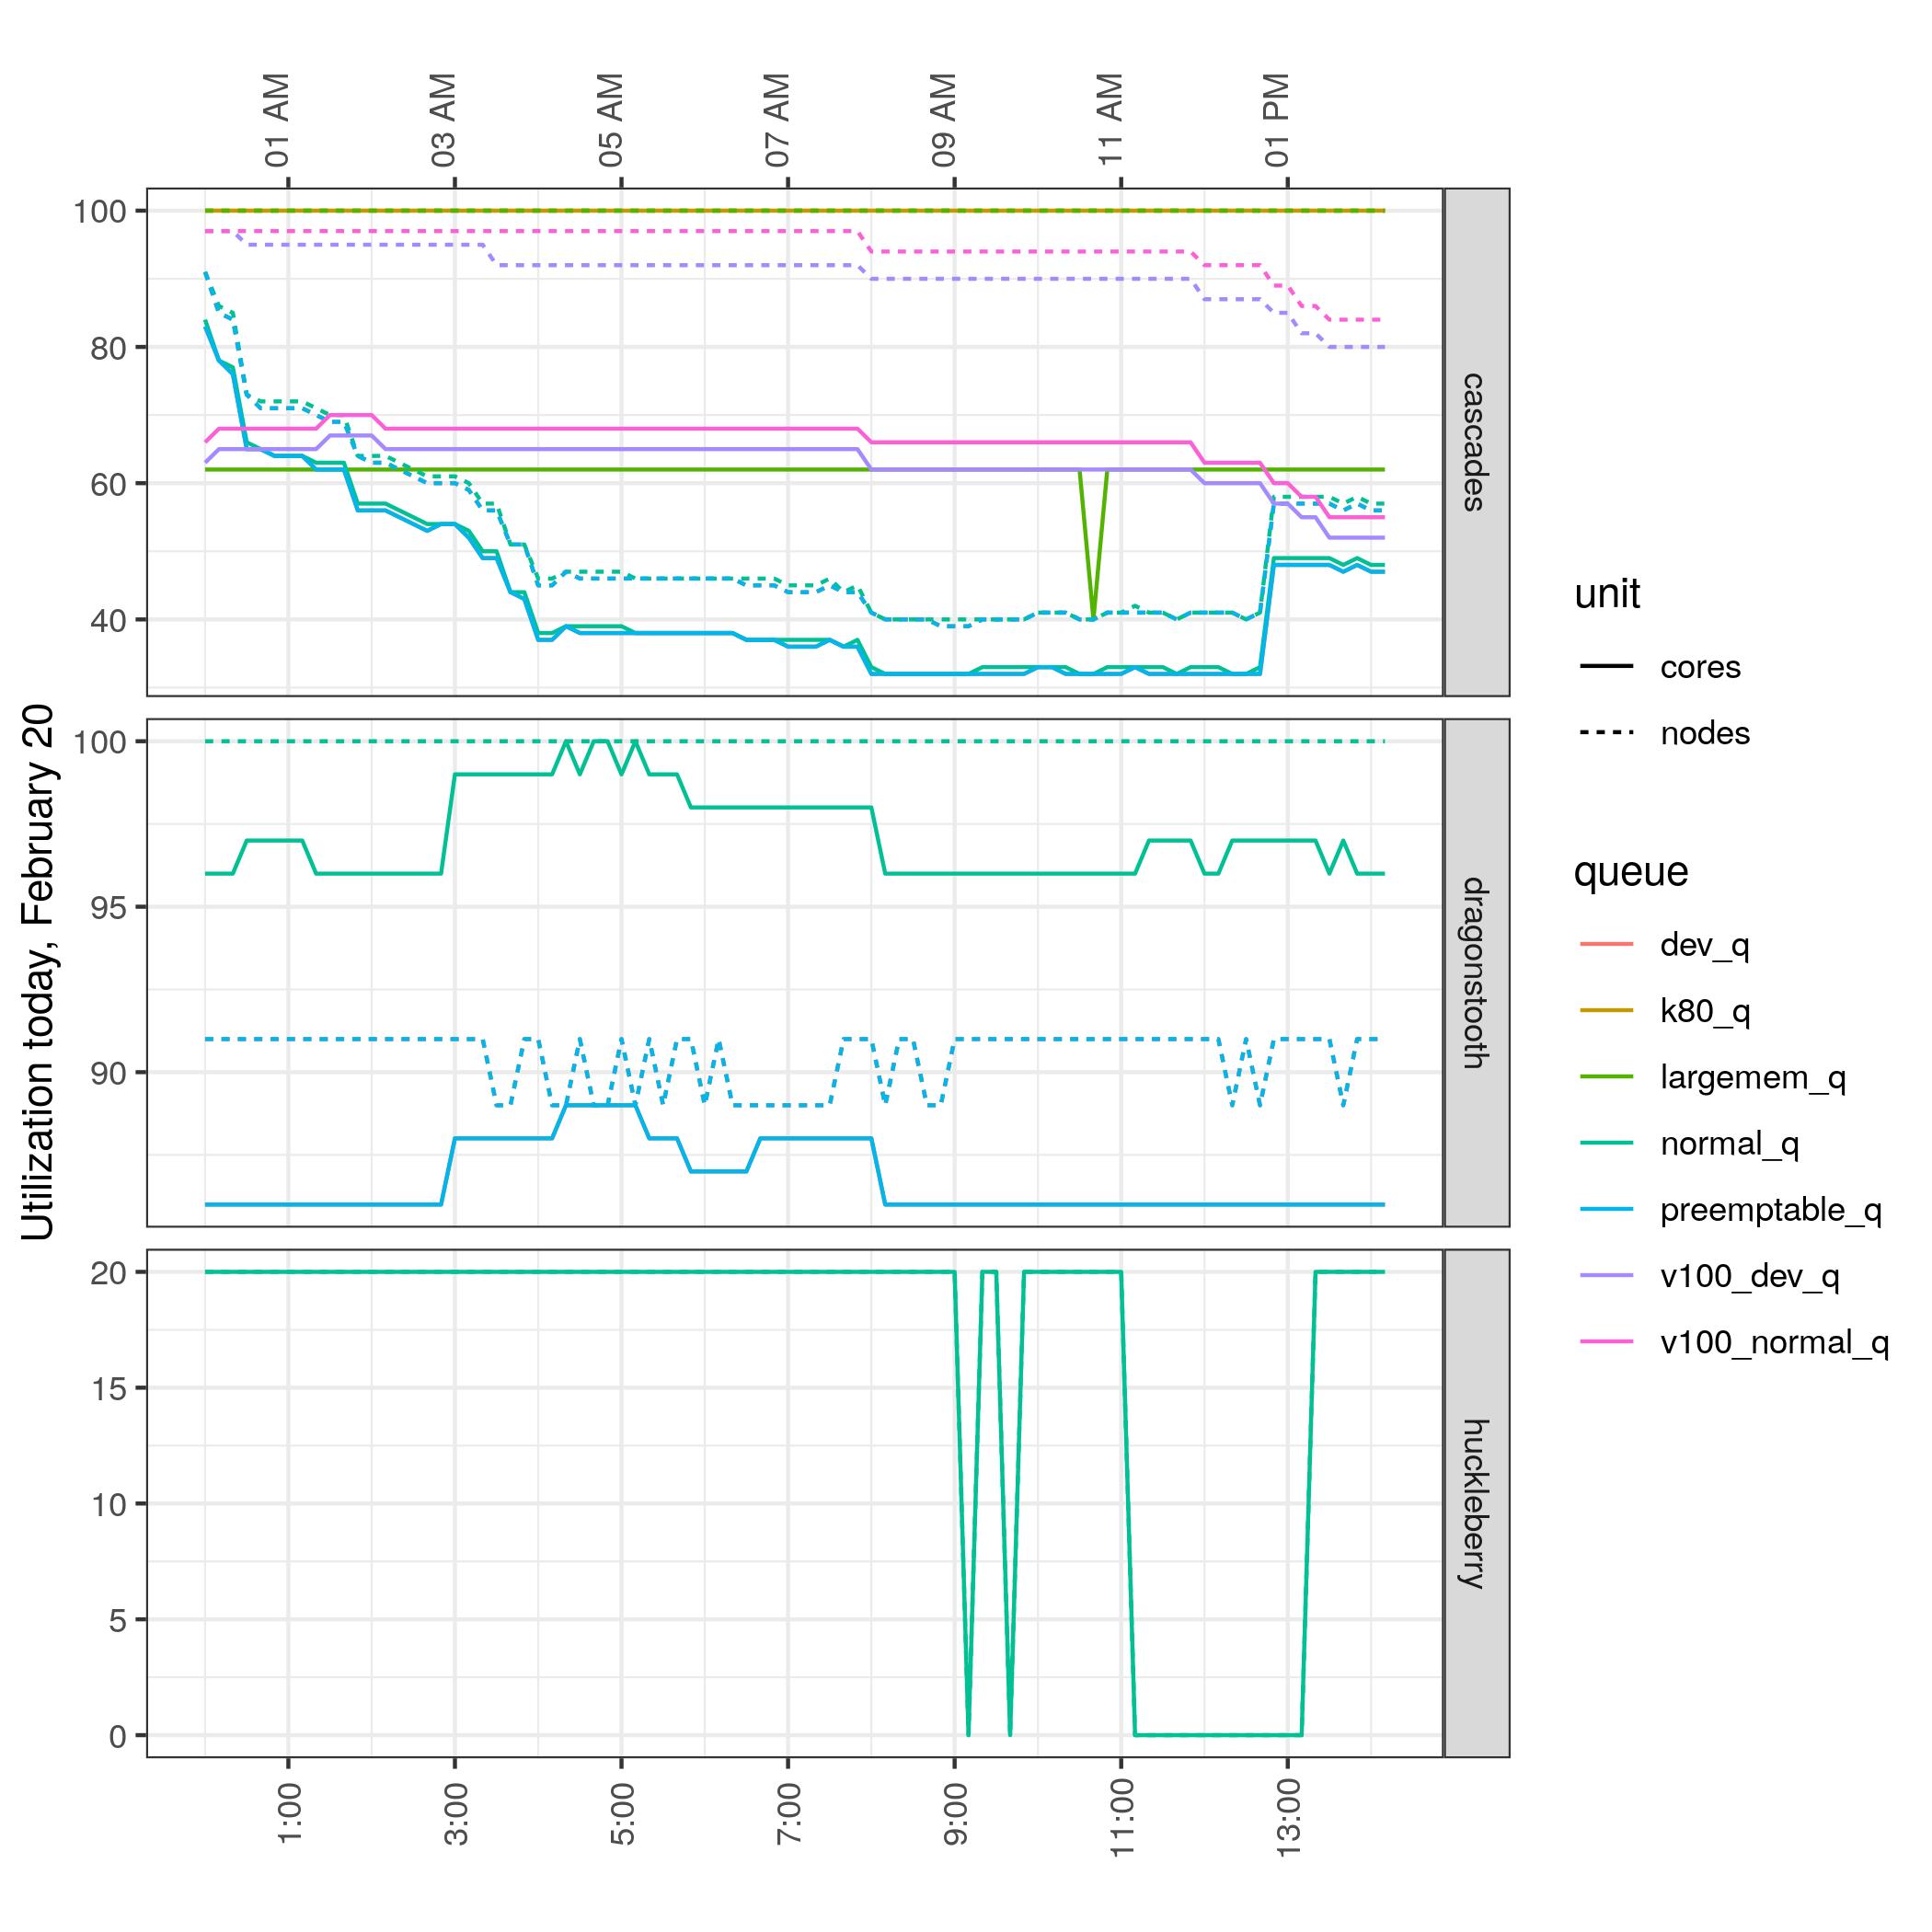 01 AM
03 AM
05 AM
07 AM
09 AM
11 AM
01 PM
Utilization today, February 20
100
80
60
40
cascades
100
95
90
dragonstooth
20
15
10
5
0
huckleberry
1:00
3:00
5:00
7:00
9:00
11:00
13:00
unit
cores
nodes
queue
dev_q
k80_q
largemem_q
normal_q
preemptable_q
v100_dev_q
v100_normal_q